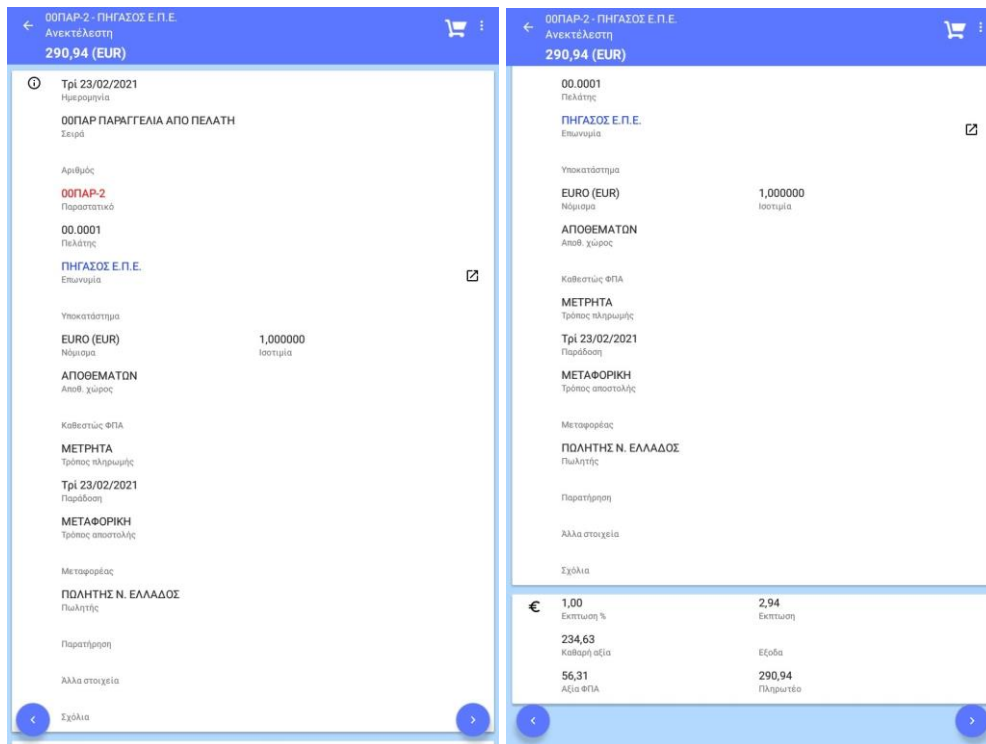 00ΠΑΡ-2 - ΠΗΓΑΣΟΣ Ε.Π.Ε.
Ανεκτέλεστη
290,94 (EUR)
Τρί 23/02/2021
Ημερομηνία
00ΠΑΡ ΠΑΡΑΓΓΕΛΙΑ ΑΠΟ ΠΕΛΑΤΗ
Σειρά
Αριθμός
00ΠΑΡ-2
Παραστατικό
00.0001
Πελάτης
ΠΗΓΑΣΟΣ Ε.Π.Ε.
Επωνυμία
Υποκατάστημα
EURO (EUR) 1,000000
Νόμισμα Ισοτιμία
ΑΠΟΘΕΜΑΤΩΝ
Αποθ. χώρος
Καθεστώς ΦΠΑ
ΜΕΤΡΗΤΑ
Τρόπος πληρωμής
Τρί 23/02/2021
Παράδοση
ΜΕΤΑΦΟΡΙΚΗ
Τρόπος αποστολής
Μεταφορέας
ΠΩΛΗΤΗΣ Ν. ΕΛΛΑΔΟΣ
Πωλητής
Παρατήρηση
Άλλα στοιχεία
Σχόλια
00ΠΑΡ-2 - ΠΗΓΑΣΟΣ Ε.Π.Ε.
Ανεκτέλεστη
290,94 (EUR)
00.0001
Πελάτης
ΠΗΓΑΣΟΣ Ε.Π.Ε.
Επωνυμία
Υποκατάστημα
EURO (EUR) 1,000000
Νόμισμα Ισοτιμία
ΑΠΟΘΕΜΑΤΩΝ
Αποθ. χώρος
Καθεστώς ΦΠΑ
ΜΕΤΡΗΤΑ
Τρόπος πληρωμής
Τρί 23/02/2021
Παράδοση
ΜΕΤΑΦΟΡΙΚΗ
Τρόπος αποστολής
Μεταφορέας
ΠΩΛΗΤΗΣ Ν. ΕΛΛΑΔΟΣ
Πωλητής
Παρατήρηση
Άλλα στοιχεία
Σχόλια
€ 1,00 2,94
Εκπτωση % Εκπτωση
234,63
Καθαρή αξία Εξοδα
56,31 290,94
Αξία ΦΠΑ Πληρωτέο